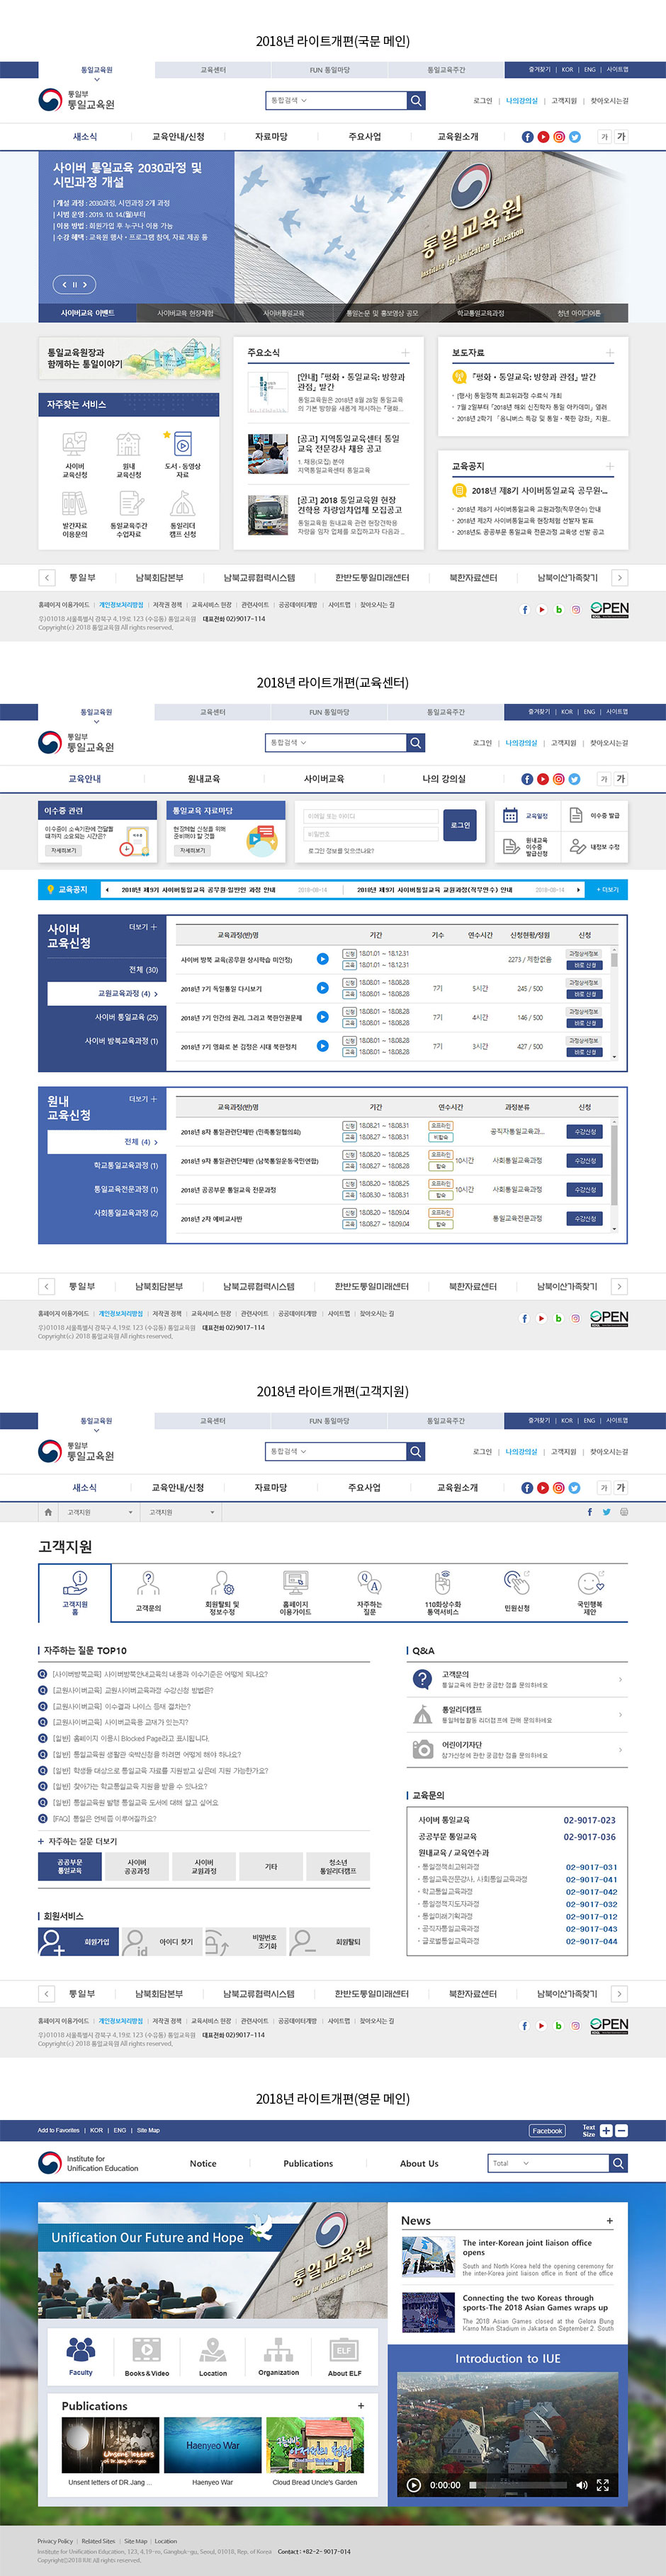 2018년 라이트개편(국문 메인)
통일교육원
교육센터
FUN 통일마당
통일교육주간
즐겨찾기 | KOR | ENG | 사이트맵
통일부
통일교육원
통합검색
로그인 | 나의강의실 | 고객지원 | 찾아오시는길
새소식
교육안내/신청
자료마당
주요사업
교육원소개
가 가
사이버 통일교육 2030과정 및
시민과정 개설
| 개설 과정 : 2030과정, 시민과정 2개 과정
| 시범 운영 : 2019. 10. 14.(월)부터
| 이용 방법 : 회원가입 후 누구나 이용 가능
| 수강 혜택 : 교육원 행사・프로그램 참여, 자료 제공 등
통일교육원
Institute for Unification Education
사이버교육 이벤트
사이버교육 현장체험
사이버통일교육
통일논문 및 홍보영상 공모
학교통일교육과정
청년 아이디어톤
통일교육원장과
함께하는 통일이야기
자주찾는 서비스
사이버
교육신청
원내
교육신청
도서・동영상
자료
발간자료
이용문의
통일교육주간
수업자료
통일리더
캠프 신청
주요소식
[안내]「평화・통일교육: 방향과
관점」 발간
통일교육원은 2018년 8월 28일 통일교육
의 기본 방향을 새롭게 제시하는 「평화...
[공고] 지역통일교육센터 통일
교육 전문강사 채용 공고
1. 채용(모집) 분야
지역통일교육센터 통일교육
[공고] 2018 통일교육원 현장
견학용 차량임차업체 모집공고
통일교육원 원내교육 관련 현장견학용
차량을 임차 업체를 모집하고자 다음과 ..
보도자료
「평화・통일교육: 방향과 관점」 발간
[행사] 통일정책 최고위과정 수료식 개최
7월 2일부터 「2018년 해외 신진학자 통일 아카데미」 열려
2018년 2학기 「옴니버스 특강 및 통일・북한 강좌」 지원..
교육공지
2018년 제8기 사이버통일교육 공무원·...
2018년 제8기 사이버통일교육 교원과정(직무연수) 안내
2018년 제2차 사이버통일교육 현장체험 선발자 발표
2018년도 공공부문 통일교육 전문과정 교육생 선발 공고
통일부
남북회담본부
남북교류협력시스템
한반도통일미래센터
북한자료센터
남북이산가족찾기
홈페이지 이용가이드 | 개인정보처리방침 | 저작권 정책 | 교육서비스 헌장 | 관련사이트 | 공공데이터개방 | 사이트맵 | 찾아오시는 길
우)01018 서울특별시 강북구 4.19로 123 (수유동) 통일교육원 대표전화 02)9017-114
Copyright(c) 2018 통일교육원 All rights reserved.
OPEN
2018년 라이트개편(교육센터)
통일교육원
교육센터
FUN 통일마당
통일교육주간
즐겨찾기 | KOR | ENG | 사이트맵
통일부
통일교육원
통합검색
로그인 | 나의강의실 | 고객지원 | 찾아오시는길
교육안내
원내교육
사이버교육
나의 강의실
가 가
이수증 관련
이수증이 소속기관에 전달될
때까지 소요되는 시간은?
자세히보기
통일교육 자료마당
현장체험 신청을 위해
준비해야 할 것들
자세히보기
이메일 또는 아이디
비밀번호
로그인
로그인 정보를 잊으셨나요?
교육일정
이수증 발급
원내교육
이수증
발급신청
내정보 수정
교육공지
2018년 제9기 사이버통일교육 공무원·일반인 과정 안내 2018-08-14
2018년 제9기 사이버통일교육 교원과정(직무연수) 안내 2018-08-14
+ 더보기
사이버
교육신청
더보기 +
전체 (30)
교원교육과정 (4)
사이버 통일교육 (25)
사이버 방북교육과정 (1)
교육과정(반)명 기간 기수 연수시간 신청현황/정원 신청
사이버 방북 교육(공무원 상시학습 미인정) 신청 18.01.01 ~ 18.12.31 2273 / 제한없음 과정상세정보
교육 18.01.01 ~ 18.12.31 바로 신청
2018년 7기 독일통일 다시보기 신청 18.08.01 ~ 18.08.28 7기 5시간 245 / 500 과정상세정보
교육 18.08.01 ~ 18.08.28 바로 신청
2018년 7기 인간의 권리, 그리고 북한인권문제 신청 18.08.01 ~ 18.08.28 7기 4시간 146 / 500 과정상세정보
교육 18.08.01 ~ 18.08.28 바로 신청
2018년 7기 영화로 본 김정은 시대 북한정치 신청 18.08.01 ~ 18.08.28 7기 3시간 427 / 500 과정상세정보
교육 18.08.01 ~ 18.08.28 바로 신청
원내
교육신청
더보기 +
전체 (4)
학교통일교육과정 (1)
통일교육전문과정 (1)
사회통일교육과정 (2)
교육과정(반)명 기간 연수시간 과정분류 신청
2018년 8차 통일관련단체반 (민족통일협의회) 신청 18.08.21 ~ 18.08.31 오프라인 공직자통일교육과... 수강신청
교육 18.08.27 ~ 18.08.31 비합숙
2018년 9차 통일관련단체반 (남북통일운동국민연합) 신청 18.08.20 ~ 18.08.25 오프라인 10시간 사회통일교육과정 수강신청
교육 18.08.27 ~ 18.08.28 합숙
2018년 공공부문 통일교육 전문과정 신청 18.08.20 ~ 18.08.25 오프라인 10시간 사회통일교육과정 수강신청
교육 18.08.30 ~ 18.08.31 합숙
2018년 2차 예비교사반 신청 18.08.20 ~ 18.09.04 오프라인 통일교육전문과정 수강신청
교육 18.08.27 ~ 18.09.04 합숙
통일부
남북회담본부
남북교류협력시스템
한반도통일미래센터
북한자료센터
남북이산가족찾기
홈페이지 이용가이드 | 개인정보처리방침 | 저작권 정책 | 교육서비스 헌장 | 관련사이트 | 공공데이터개방 | 사이트맵 | 찾아오시는 길
우)01018 서울특별시 강북구 4.19로 123 (수유동) 통일교육원 대표전화 02)9017-114
Copyright(c) 2018 통일교육원 All rights reserved.
OPEN
2018년 라이트개편(고객지원)
통일교육원
교육센터
FUN 통일마당
통일교육주간
즐겨찾기 | KOR | ENG | 사이트맵
통일부
통일교육원
통합검색
로그인 | 나의강의실 | 고객지원 | 찾아오시는길
새소식
교육안내/신청
자료마당
주요사업
교육원소개
가 가
고객지원
고객지원
고객지원
고객지원
홈
고객문의
회원탈퇴 및
정보수정
홈페이지
이용가이드
자주하는
질문
110화상수화
통역서비스
민원신청
국민행복
제안
자주하는 질문 TOP10
[사이버방북교육] 사이버방북안내교육의 내용과 이수기준은 어떻게 되나요?
[교원사이버교육] 교원사이버교육과정 수강신청 방법은?
[교원사이버교육] 이수결과 나이스 등재 절차는?
[교원사이버교육] 사이버교육용 교재가 있는지?
[일반] 홈페이지 이용시 Blocked Page라고 표시됩니다.
[일반] 통일교육원 생활관 숙박신청을 하려면 어떻게 해야 하나요?
[일반] 학생을 대상으로 통일교육 자료를 지원받고 싶은데 지원 가능한가요?
[일반] 찾아가는 학교통일교육 지원을 받을 수 있나요?
[일반] 통일교육원 발행 통일교육 도서에 대해 알고 싶어요
[FAQ] 통일은 언제쯤 이루어질까요?
+ 자주하는 질문 더보기
공공부문
통일교육
사이버
공공과정
사이버
교원과정
기타
청소년
통일리더캠프
회원서비스
회원가입
아이디 찾기
비밀번호
초기화
회원탈퇴
Q&A
고객문의
통일교육에 관한 궁금한 점을 문의하세요
통일리더캠프
통일체험활동 리더캠프에 관해 문의하세요
어린이기자단
참가신청에 관한 궁금한 점을 문의하세요
교육문의
사이버 통일교육 02-9017-023
공공부문 통일교육 02-9017-036
원내교육 / 교육연수과
통일정책최고위과정 02-9017-031
통일교육전문강사, 사회통일교육과정 02-9017-041
학교통일교육과정 02-9017-042
통일정책지도자과정 02-9017-032
통일미래기획과정 02-9017-012
공직자통일교육과정 02-9017-043
글로벌통일교육과정 02-9017-044
통일부
남북회담본부
남북교류협력시스템
한반도통일미래센터
북한자료센터
남북이산가족찾기
홈페이지 이용가이드 | 개인정보처리방침 | 저작권 정책 | 교육서비스 헌장 | 관련사이트 | 공공데이터개방 | 사이트맵 | 찾아오시는 길
우)01018 서울특별시 강북구 4.19로 123 (수유동) 통일교육원 대표전화 02)9017-114
Copyright(c) 2018 통일교육원 All rights reserved.
OPEN
2018년 라이트개편(영문 메인)
Add to Favorites | KOR | ENG | Site Map
Facebook
Text
Size
Institute for
Unification Education
Notice
Publications
About Us
Total
Unification Our Future and Hope
통일교육원
Faculty
Books & Video
Location
Organization
ELF
About ELF
Publications
Unsent letters
Haenyeo War
Unsent letters of DR.Jang ...
Haenyeo War
Cloud Bread Uncle's Garden
News
The inter-Korean joint liaison office
opens
South and North Korea held the opening ceremony for
the inter-Korean joint liaison office in front of the office
Connecting the two Koreas through
sports-The 2018 Asian Games wraps up
The 2018 Asian Games closed at the Gelora Bung
Karno Main Stadium in Jakarta on September 2. South
Introduction to IUE
0:00:00
Privacy Policy | Related Sites | Site Map | Location
Institute for Unification Education, 123, 4.19-ro, Gangbuk-gu, Seoul, 01018, Rep. of Korea Contact : +82-2- 9017-014
Copyright©2018 IUE All rights reserved.